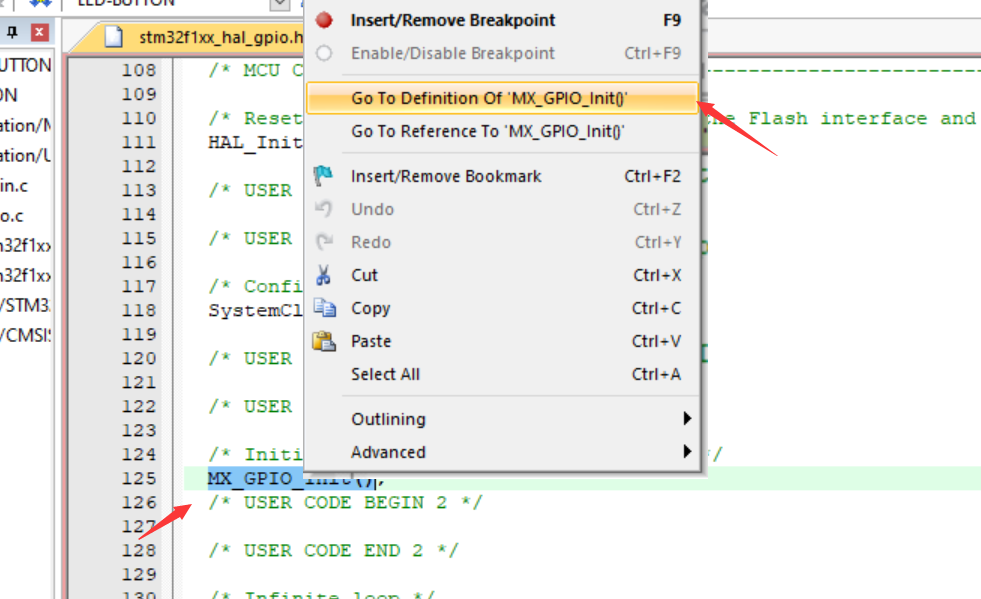 LED-BUTTON
stm32f1xx_hal_gpio.h
UTTON
ON
ation/M
ation/U
in.c
o.c
m32f1xx
m32f1xx
/STM3
/CMSIS
108 /* MCU C
109
110 /* Reset the Flash interface and
111 HAL_Init
112
113 /* USER
114
115 /* USER
116
117 /* Confi
118 SystemCl
119
120 /* USER
121
122 /* USER
123
124 /* Initi */
125 MX_GPIO_Init();
126 /* USER CODE BEGIN 2 */
127
128 /* USER CODE END 2 */
129
130 /* Infinite loop */
Insert/Remove Breakpoint F9
Enable/Disable Breakpoint Ctrl+F9
Go To Definition Of 'MX_GPIO_Init()'
Go To Reference To 'MX_GPIO_Init()'
Insert/Remove Bookmark Ctrl+F2
Undo Ctrl+Z
Redo Ctrl+Y
Cut Ctrl+X
Copy Ctrl+C
Paste Ctrl+V
Select All Ctrl+A
Outlining
Advanced